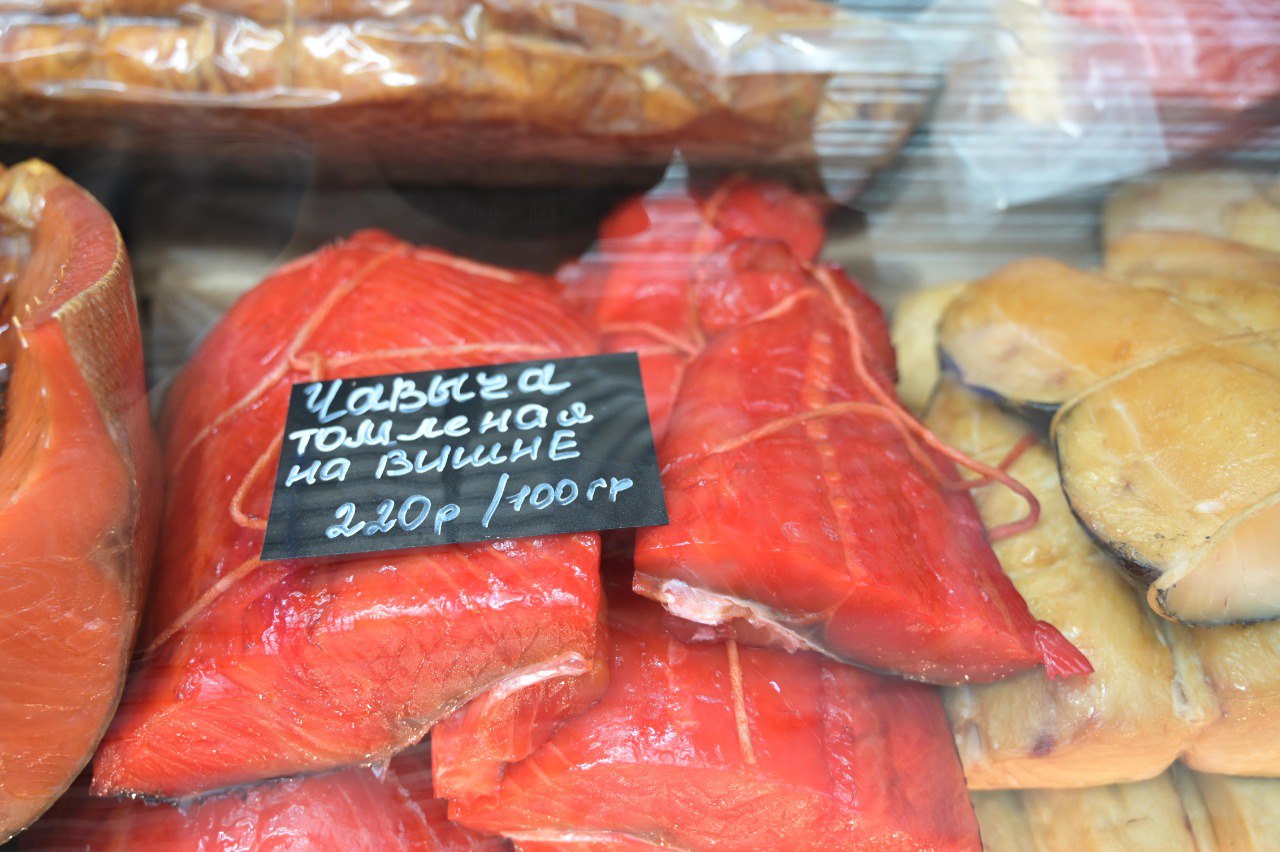 Чавыча
томленая
на вишне
220р/100гр